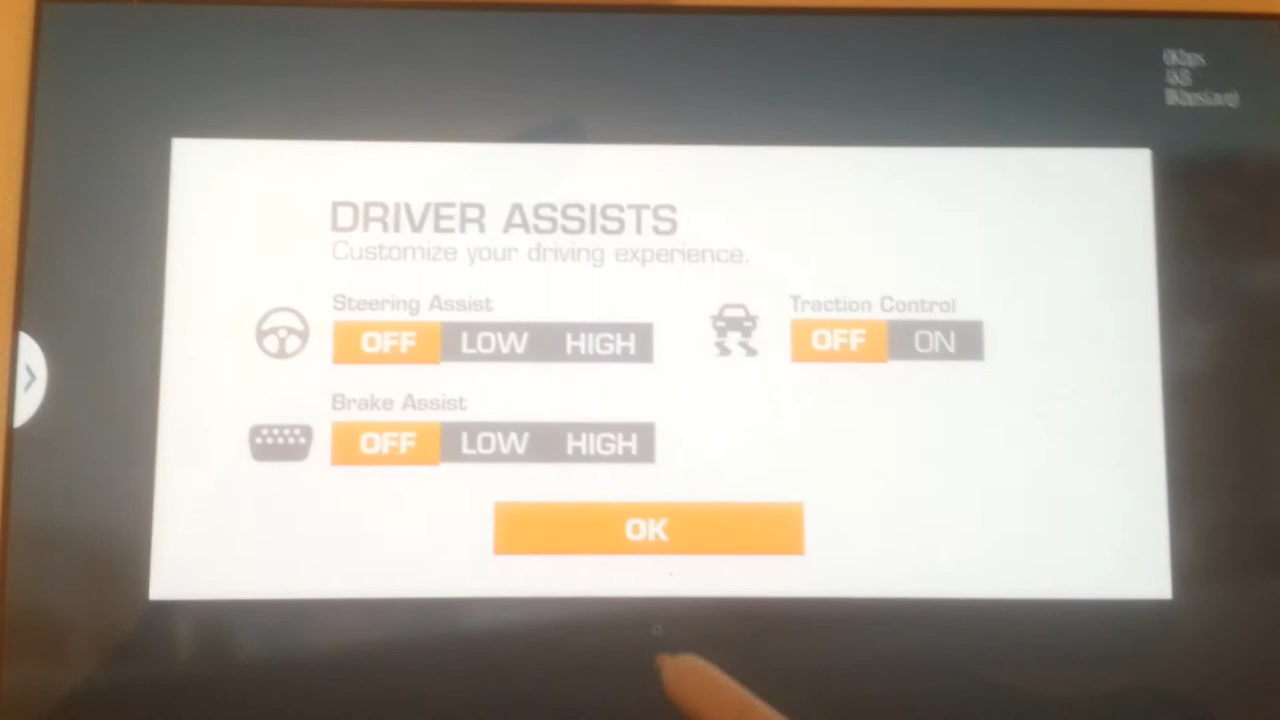 DRIVER ASSISTS
Customize your driving experience.
Steering Assist
OFF LOW HIGH
Traction Control
OFF ON
Brake Assist
OFF LOW HIGH
OK